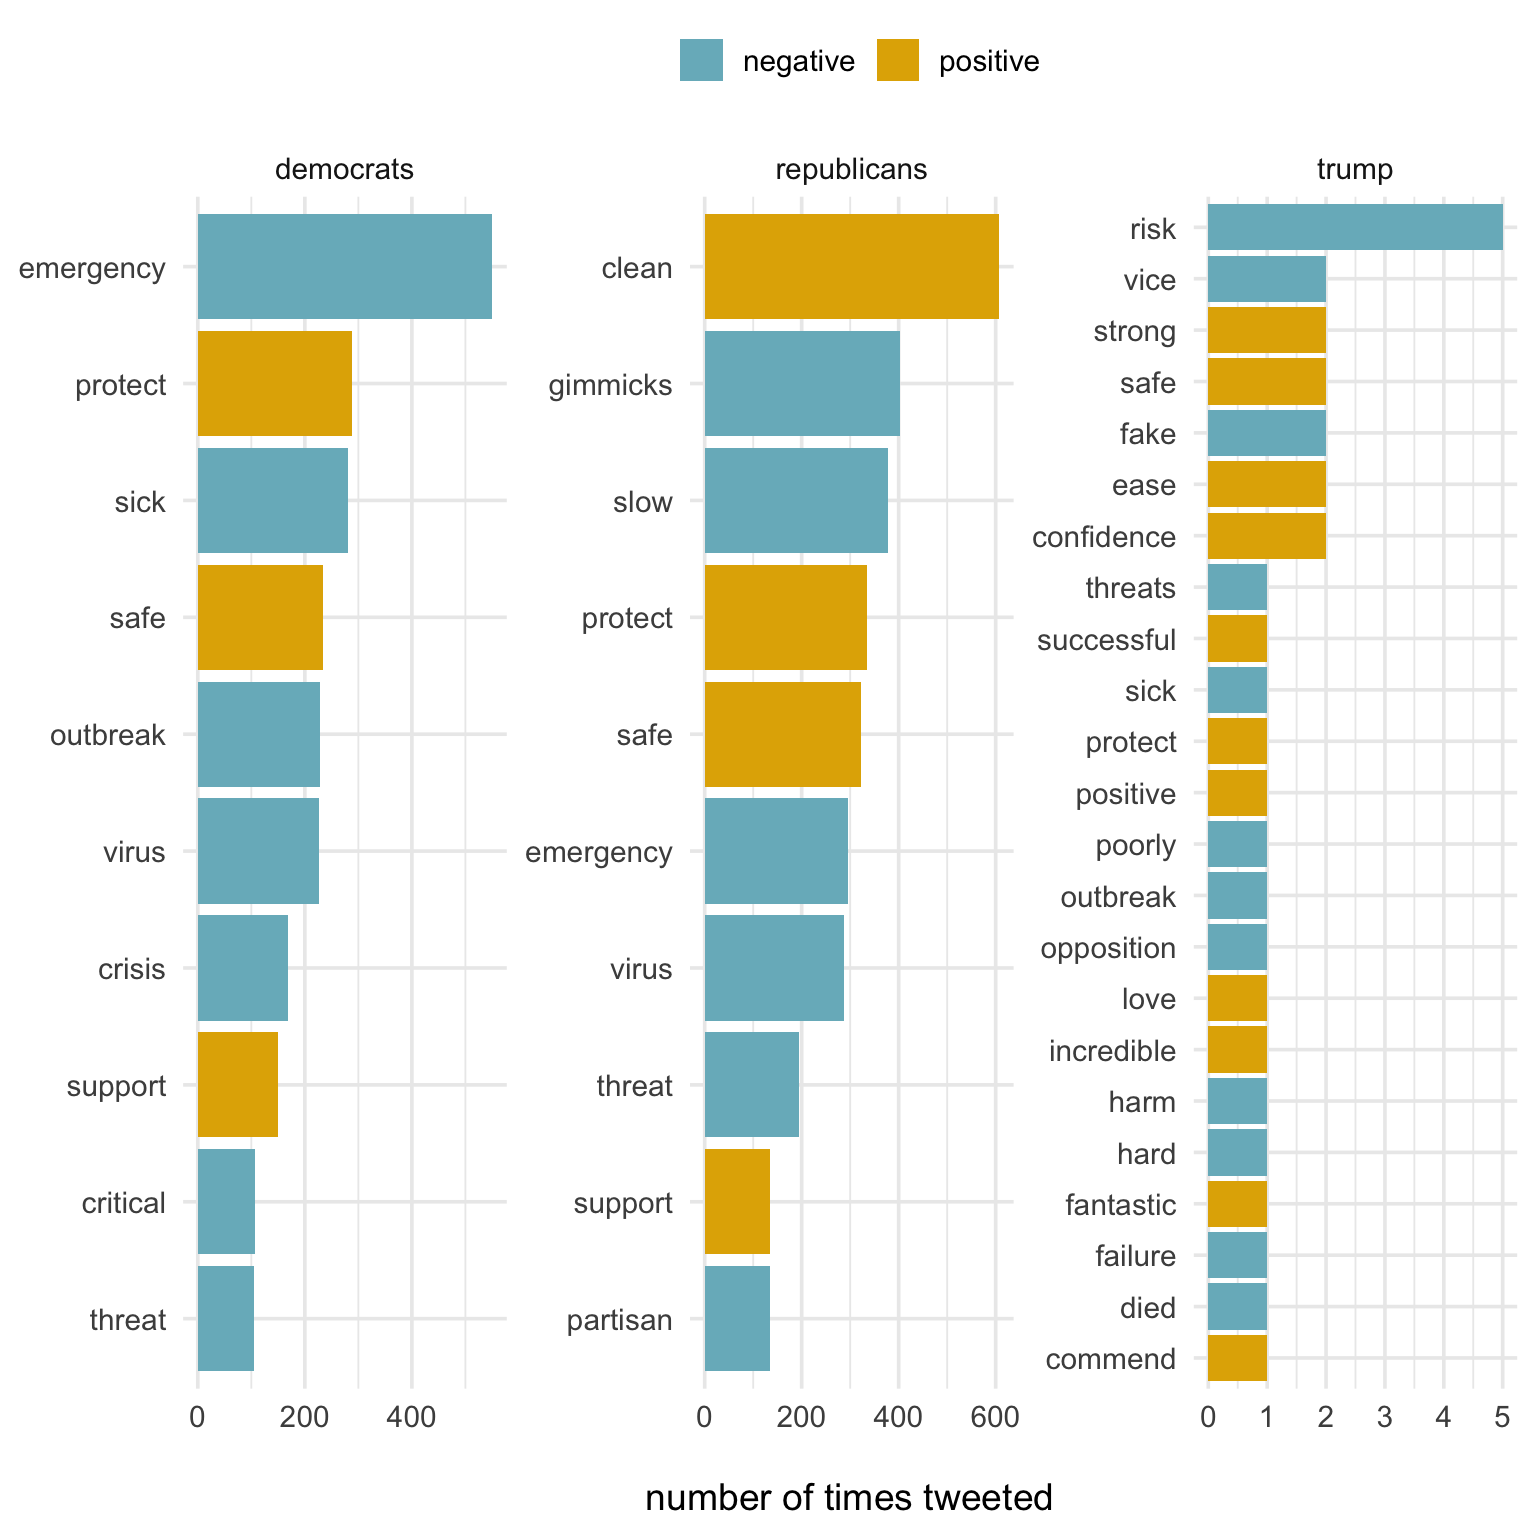 negative positive
democrats
emergency
protect
sick
safe
outbreak
virus
crisis
support
critical
threat
0 200 400
republicans
clean
gimmicks
slow
protect
safe
emergency
virus
threat
support
partisan
0 200 400 600
trump
risk
vice
strong
safe
fake
ease
confidence
threats
successful
sick
protect
positive
poorly
outbreak
opposition
love
incredible
harm
hard
fantastic
failure
died
commend
0 1 2 3 4 5
number of times tweeted